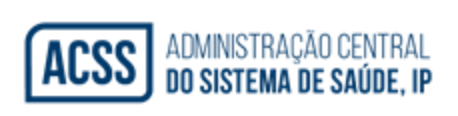 ACSS
ADMINISTRAÇÃO CENTRAL
DO SISTEMA DE SAÚDE, IP